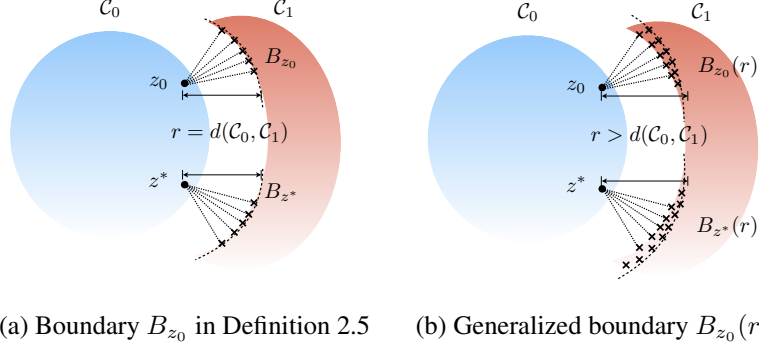 C₀ C₁
z₀ B_{z₀}
r = d(C₀, C₁)
z* B_{z*}
(a) Boundary B_{z₀} in Definition 2.5
C₀ C₁
z₀ B_{z₀}(r)
r > d(C₀, C₁)
z* B_{z*}(r)
(b) Generalized boundary B_{z₀}(r